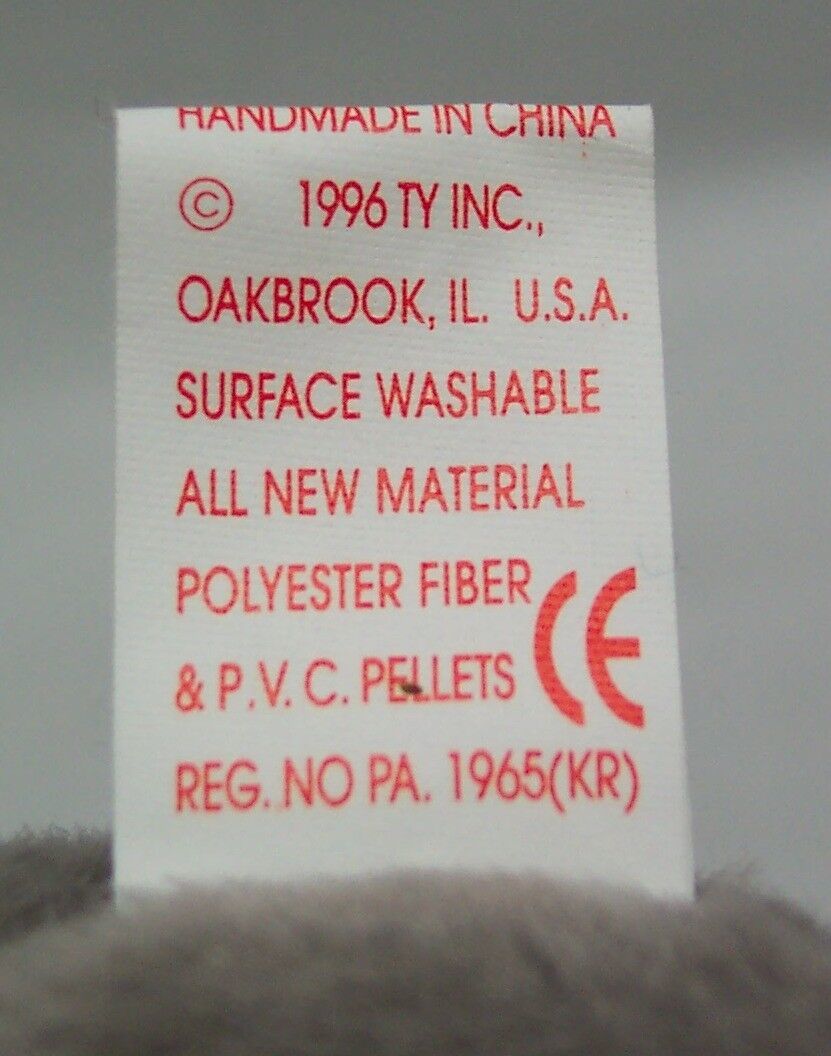 HANDMADE IN CHINA
© 1996 TY INC.,
OAKBROOK, IL. U.S.A.
SURFACE WASHABLE
ALL NEW MATERIAL
POLYESTER FIBER
& P.V. C. PELLETS CE
REG. NO PA. 1965(KR)